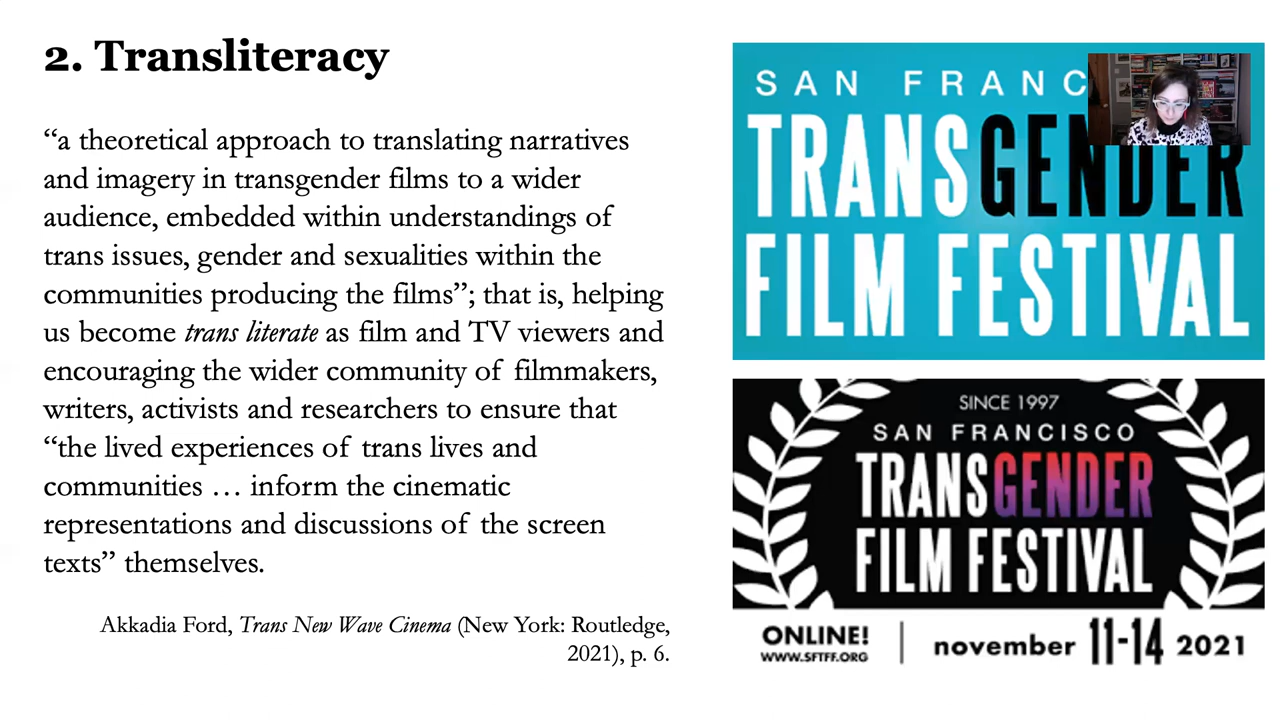 2. Transliteracy
“a theoretical approach to translating narratives
and imagery in transgender films to a wider
audience, embedded within understandings of
trans issues, gender and sexualities within the
communities producing the films”; that is, helping
us become trans literate as film and TV viewers and
encouraging the wider community of filmmakers,
writers, activists and researchers to ensure that
“the lived experiences of trans lives and
communities … inform the cinematic
representations and discussions of the screen
texts” themselves.
Akkadia Ford, Trans New Wave Cinema (New York: Routledge,
2021), p. 6.
SAN FRANC
TRANSGENDER
FILM FESTIVAL
SINCE 1997
SAN FRANCISCO
TRANSGENDER
FILM FESTIVAL
ONLINE!
WWW.SFTFF.ORG
november 11-14 2021